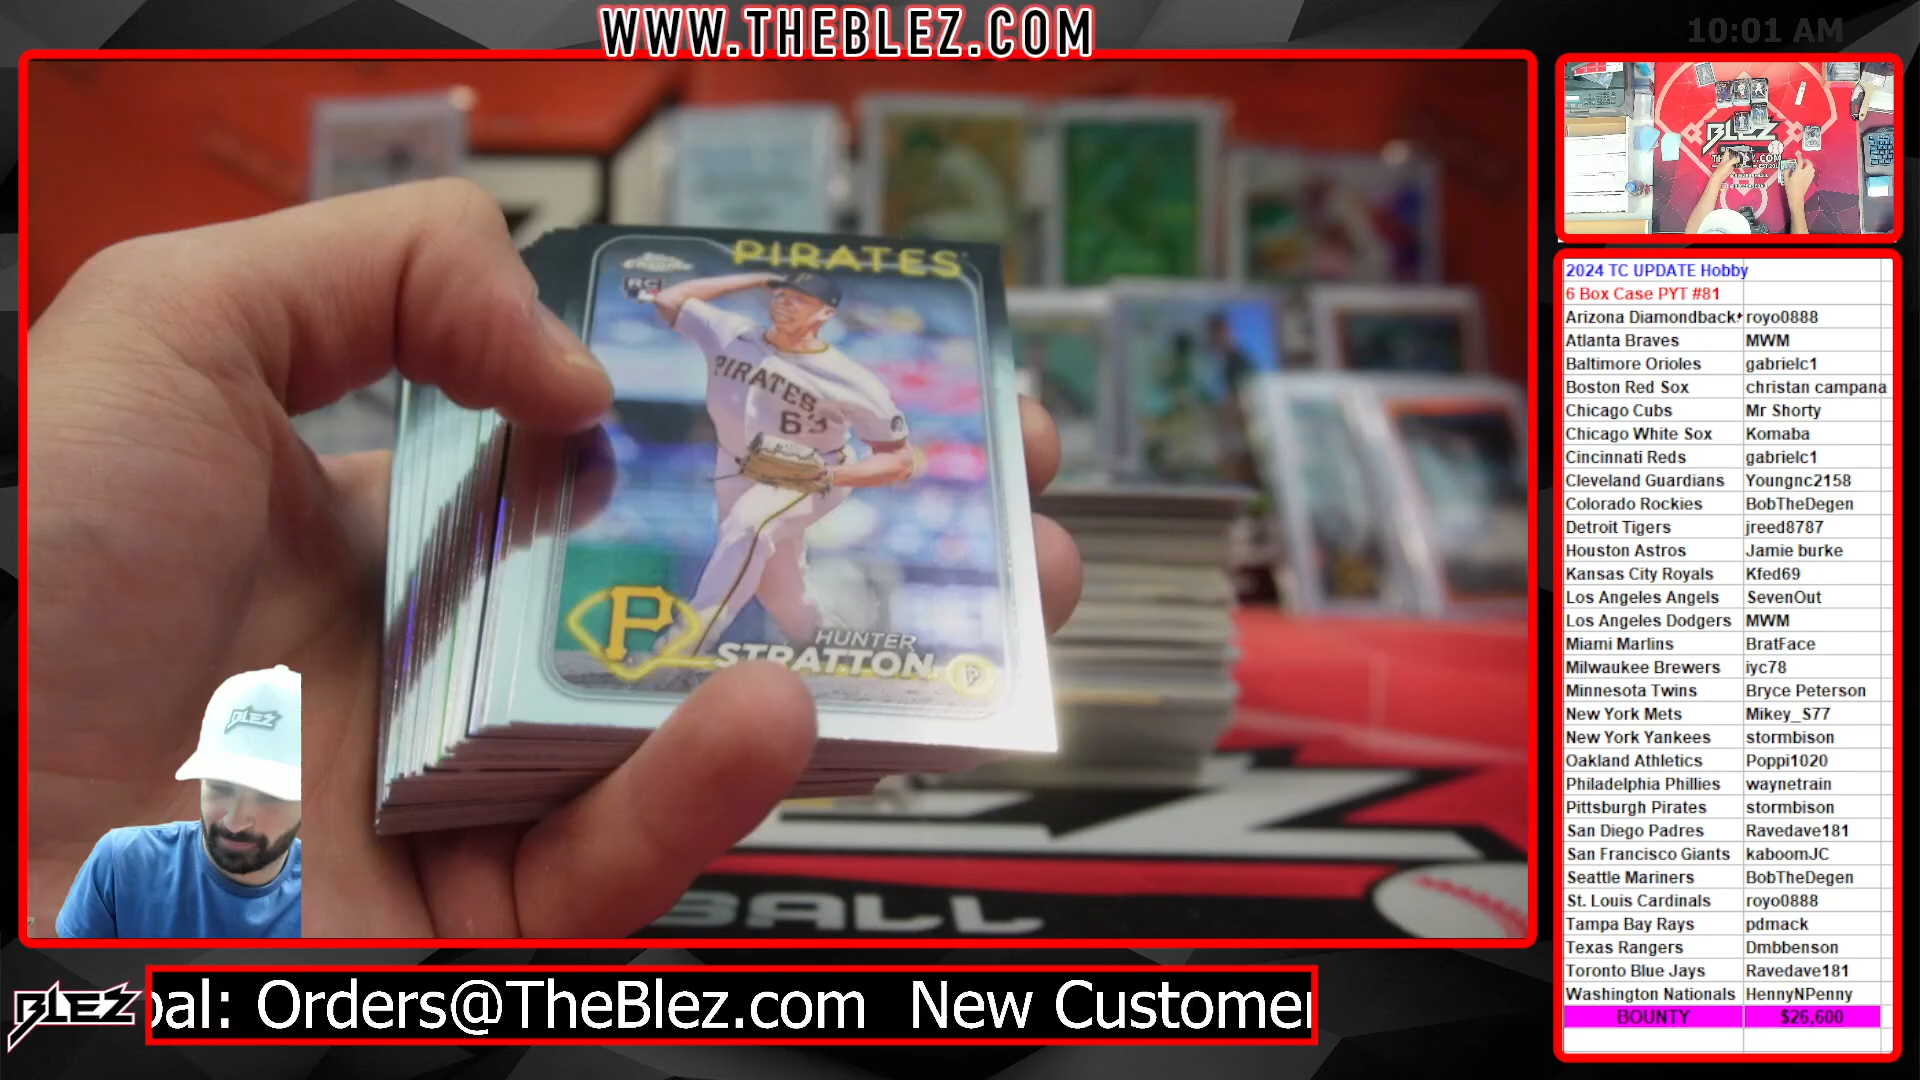 WWW.THEBLEZ.COM
10:01 AM
PIRATES
RC
PIRATES
63
P
HUNTER
STRATTON
P
BLEZ
BALL
BLEZ
pal: Orders@TheBlez.com New Customer
BLEZ
2024 TC UPDATE Hobby
6 Box Case PYT #81
Arizona Diamondback royo0888
Atlanta Braves MWM
Baltimore Orioles gabrielc1
Boston Red Sox christan campana
Chicago Cubs Mr Shorty
Chicago White Sox Komaba
Cincinnati Reds gabrielc1
Cleveland Guardians Youngnc2158
Colorado Rockies BobTheDegen
Detroit Tigers jreed8787
Houston Astros Jamie burke
Kansas City Royals Kfed69
Los Angeles Angels SevenOut
Los Angeles Dodgers MWM
Miami Marlins BratFace
Milwaukee Brewers iyc78
Minnesota Twins Bryce Peterson
New York Mets Mikey_S77
New York Yankees stormbison
Oakland Athletics Poppi1020
Philadelphia Phillies waynetrain
Pittsburgh Pirates stormbison
San Diego Padres Ravedave181
San Francisco Giants kaboomJC
Seattle Mariners BobTheDegen
St. Louis Cardinals royo0888
Tampa Bay Rays pdmack
Texas Rangers Dmbbenson
Toronto Blue Jays Ravedave181
Washington Nationals HennyNPenny
BOUNTY $26,600